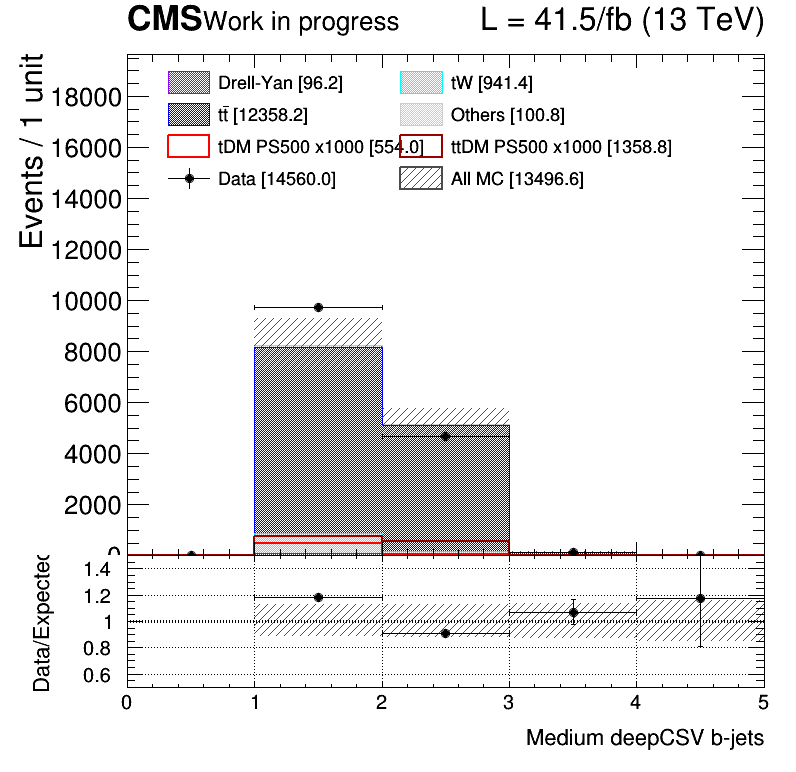 CMS Work in progress L = 41.5/fb (13 TeV)
Events / 1 unit
Drell-Yan [96.2] tW [941.4]
tt̄ [12358.2] Others [100.8]
tDM PS500 x1000 [554.0] ttDM PS500 x1000 [1358.8]
Data [14560.0] All MC [13496.6]
18000
16000
14000
12000
10000
8000
6000
4000
2000
0
Data/Expected
1.4
1.2
1
0.8
0.6
0 1 2 3 4 5
Medium deepCSV b-jets